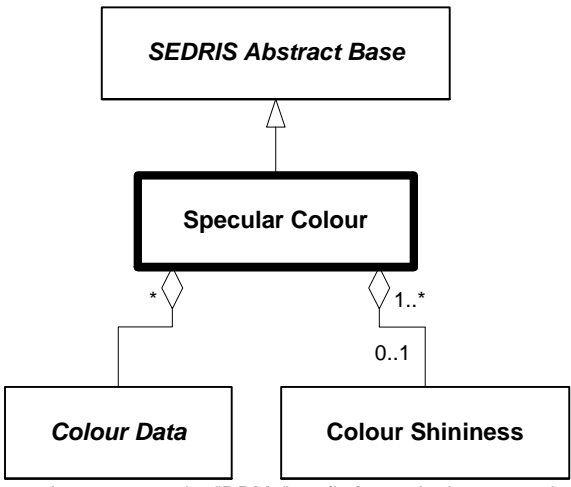 SEDRIS Abstract Base
Specular Colour
*
1..*
0..1
Colour Data
Colour Shininess